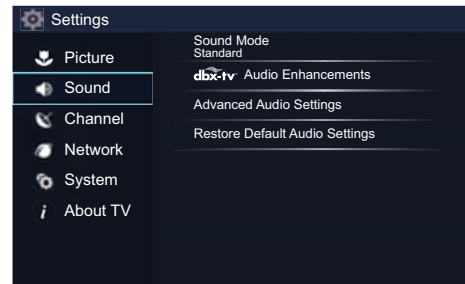 Settings
Picture
Sound
Channel
Network
System
i About TV
Sound Mode
Standard
dbx-tv Audio Enhancements
Advanced Audio Settings
Restore Default Audio Settings